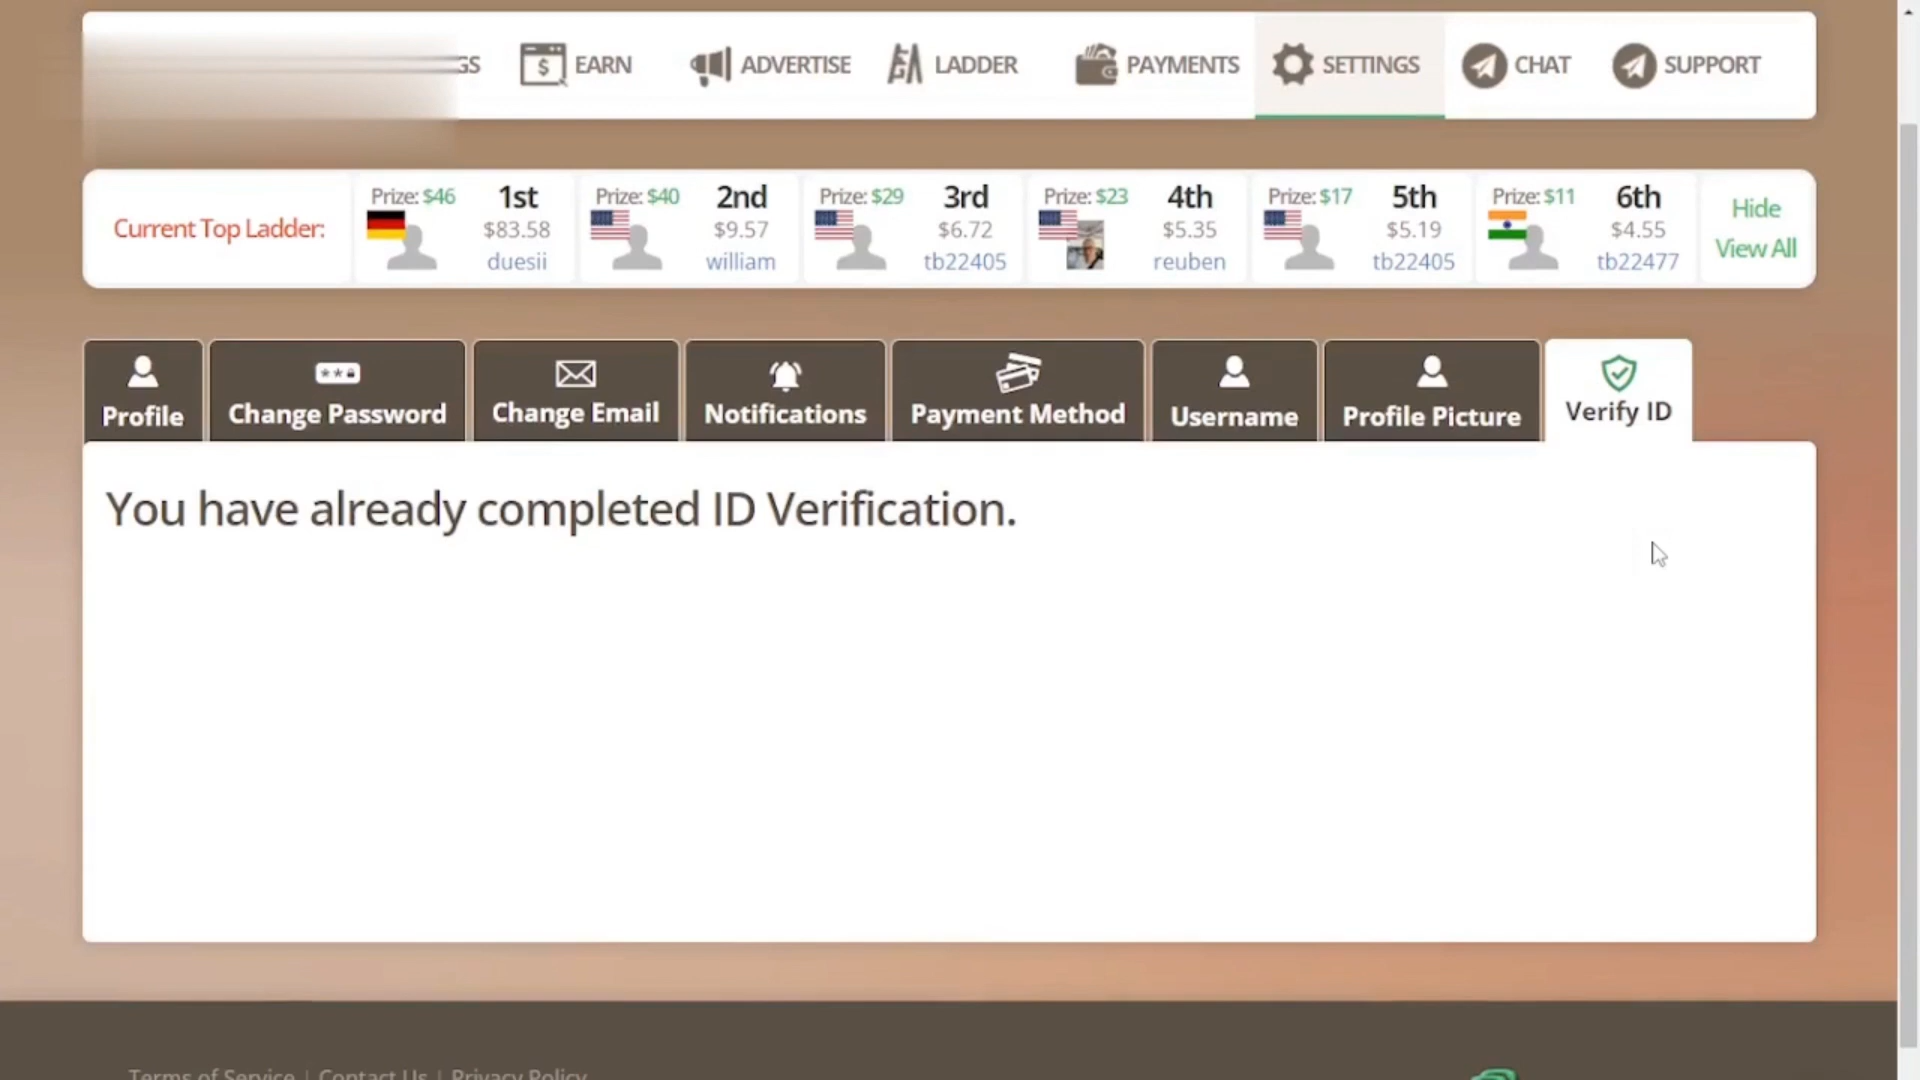 GS EARN ADVERTISE LADDER PAYMENTS SETTINGS CHAT SUPPORT
Current Top Ladder:
Prize: $46 1st
$83.58
duesii
Prize: $40 2nd
$9.57
william
Prize: $29 3rd
$6.72
tb22405
Prize: $23 4th
$5.35
reuben
Prize: $17 5th
$5.19
tb22405
Prize: $11 6th
$4.55
tb22477
Hide
View All
Profile Change Password Change Email Notifications Payment Method Username Profile Picture Verify ID
You have already completed ID Verification.
Terms of Service | Contact Us | Privacy Policy